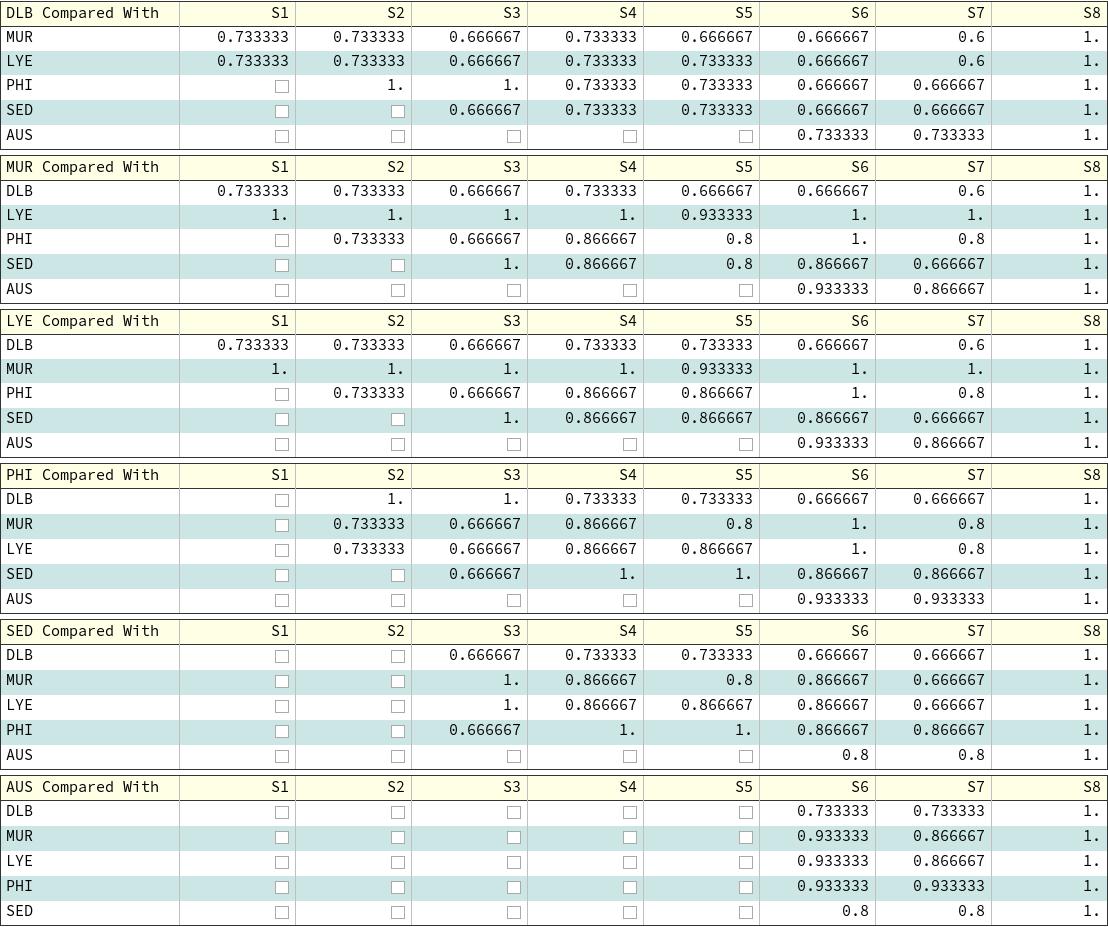 DLB Compared With S1 S2 S3 S4 S5 S6 S7 S8
MUR 0.733333 0.733333 0.666667 0.733333 0.666667 0.666667 0.6 1.
LYE 0.733333 0.733333 0.666667 0.733333 0.733333 0.666667 0.6 1.
PHI □ 1. 1. 0.733333 0.733333 0.666667 0.666667 1.
SED □ □ 0.666667 0.733333 0.733333 0.666667 0.666667 1.
AUS □ □ □ □ □ 0.733333 0.733333 1.
MUR Compared With S1 S2 S3 S4 S5 S6 S7 S8
DLB 0.733333 0.733333 0.666667 0.733333 0.666667 0.666667 0.6 1.
LYE 1. 1. 1. 1. 0.933333 1. 1. 1.
PHI □ 0.733333 0.666667 0.866667 0.8 1. 0.8 1.
SED □ □ 1. 0.866667 0.8 0.866667 0.666667 1.
AUS □ □ □ □ □ 0.933333 0.866667 1.
LYE Compared With S1 S2 S3 S4 S5 S6 S7 S8
DLB 0.733333 0.733333 0.666667 0.733333 0.733333 0.666667 0.6 1.
MUR 1. 1. 1. 1. 0.933333 1. 1. 1.
PHI □ 0.733333 0.666667 0.866667 0.866667 1. 0.8 1.
SED □ □ 1. 0.866667 0.866667 0.866667 0.666667 1.
AUS □ □ □ □ □ 0.933333 0.866667 1.
PHI Compared With S1 S2 S3 S4 S5 S6 S7 S8
DLB □ 1. 1. 0.733333 0.733333 0.666667 0.666667 1.
MUR □ 0.733333 0.666667 0.866667 0.8 1. 0.8 1.
LYE □ 0.733333 0.666667 0.866667 0.866667 1. 0.8 1.
SED □ □ 0.666667 1. 1. 0.866667 0.866667 1.
AUS □ □ □ □ □ 0.933333 0.933333 1.
SED Compared With S1 S2 S3 S4 S5 S6 S7 S8
DLB □ □ 0.666667 0.733333 0.733333 0.666667 0.666667 1.
MUR □ □ 1. 0.866667 0.8 0.866667 0.666667 1.
LYE □ □ 1. 0.866667 0.866667 0.866667 0.666667 1.
PHI □ □ 0.666667 1. 1. 0.866667 0.866667 1.
AUS □ □ □ □ □ 0.8 0.8 1.
AUS Compared With S1 S2 S3 S4 S5 S6 S7 S8
DLB □ □ □ □ □ 0.733333 0.733333 1.
MUR □ □ □ □ □ 0.933333 0.866667 1.
LYE □ □ □ □ □ 0.933333 0.866667 1.
PHI □ □ □ □ □ 0.933333 0.933333 1.
SED □ □ □ □ □ 0.8 0.8 1.